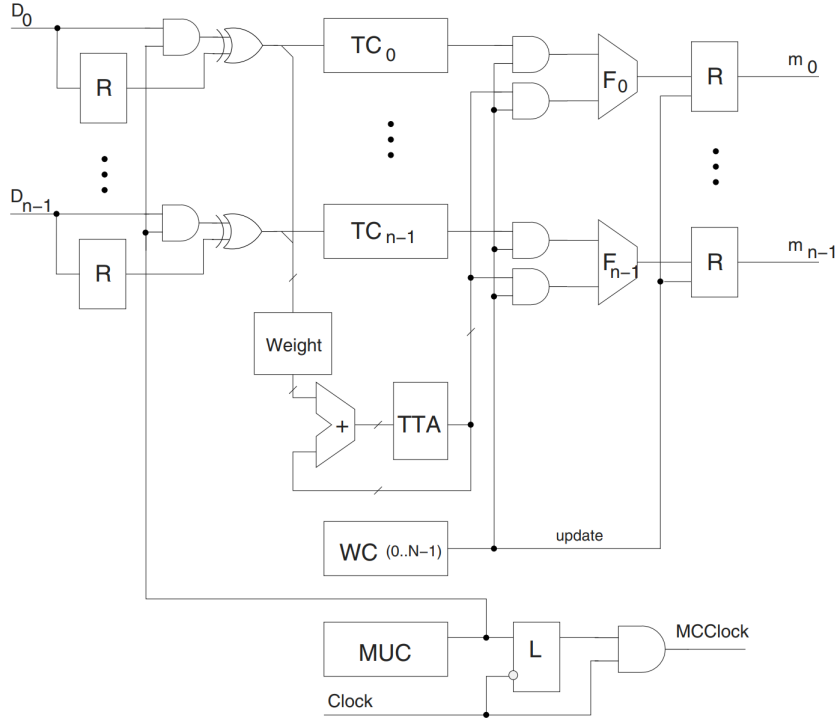 D0
R
TC0
F0
R
m0
Dn−1
R
TCn−1
Fn−1
R
mn−1
Weight
+
TTA
WC (0..N−1)
update
MUC
L
MCClock
Clock